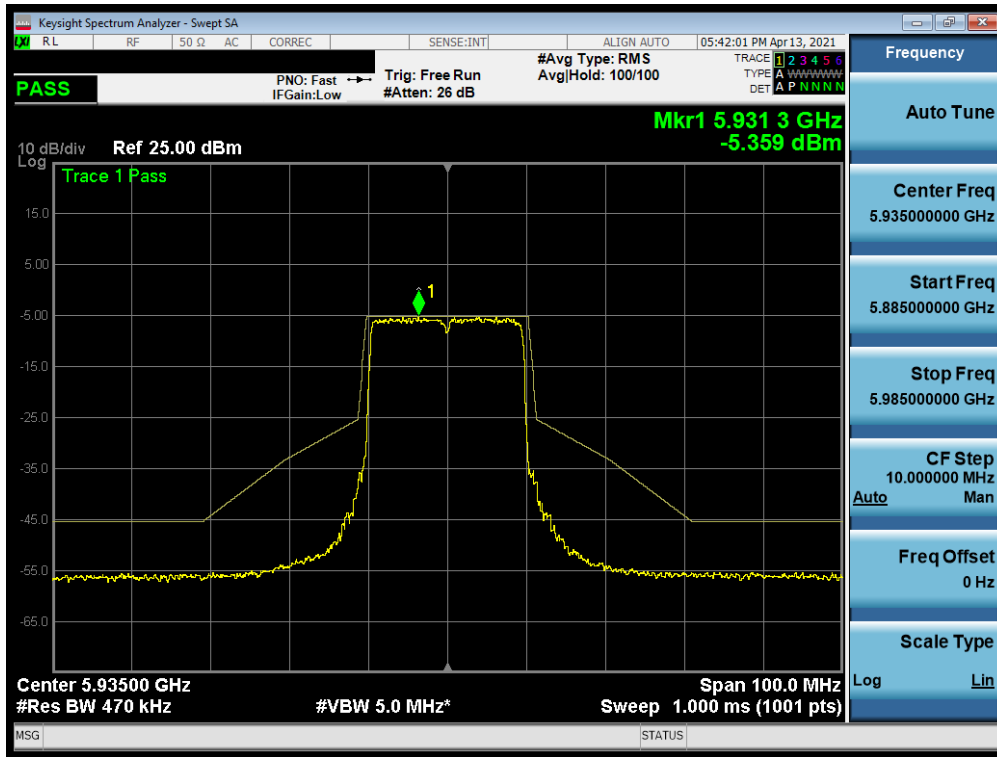 Keysight Spectrum Analyzer - Swept SA
LXI RL RF 50 Ω AC CORREC SENSE:INT ALIGN AUTO 05:42:01 PM Apr 13, 2021
PASS
PNO: Fast
IFGain:Low
Trig: Free Run
#Atten: 26 dB
#Avg Type: RMS
Avg|Hold: 100/100
TRACE 1 2 3 4 5 6
TYPE A WWWWW
DET A P N N N N
Mkr1 5.931 3 GHz
-5.359 dBm
10 dB/div Ref 25.00 dBm
Log
Trace 1 Pass
15.0
5.00
1
-5.00
-15.0
-25.0
-35.0
-45.0
-55.0
-65.0
Center 5.93500 GHz Span 100.0 MHz
#Res BW 470 kHz #VBW 5.0 MHz* Sweep 1.000 ms (1001 pts)
MSG STATUS
Frequency
Auto Tune
Center Freq
5.935000000 GHz
Start Freq
5.885000000 GHz
Stop Freq
5.985000000 GHz
CF Step
10.000000 MHz
Auto Man
Freq Offset
0 Hz
Scale Type
Log Lin